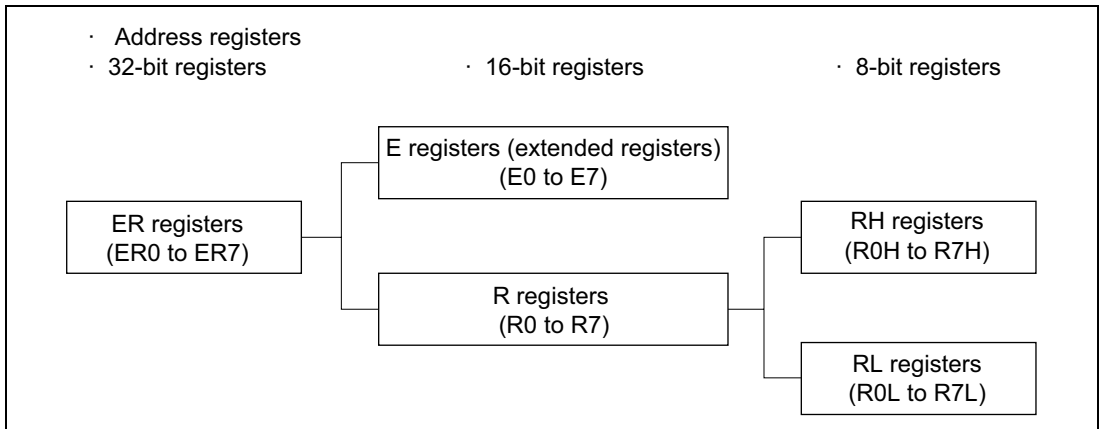 · Address registers
· 32-bit registers
· 16-bit registers
· 8-bit registers
E registers (extended registers)
(E0 to E7)
ER registers
(ER0 to ER7)
RH registers
(R0H to R7H)
R registers
(R0 to R7)
RL registers
(R0L to R7L)